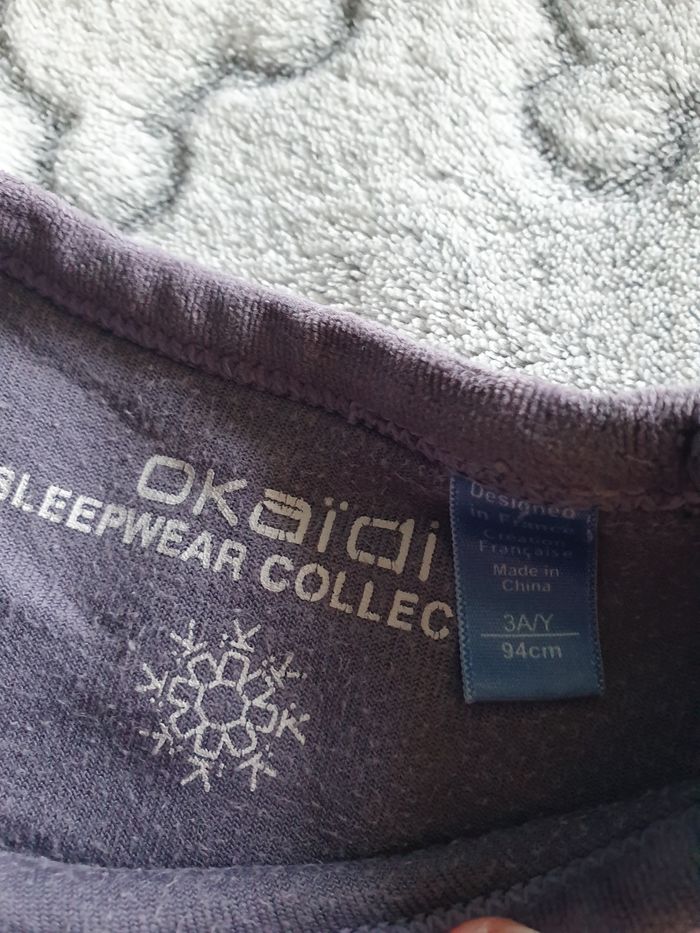 OKaïdi
SLEEPWEAR COLLEC
Designed
in France
Création
Française
Made in
China
3A/Y
94cm